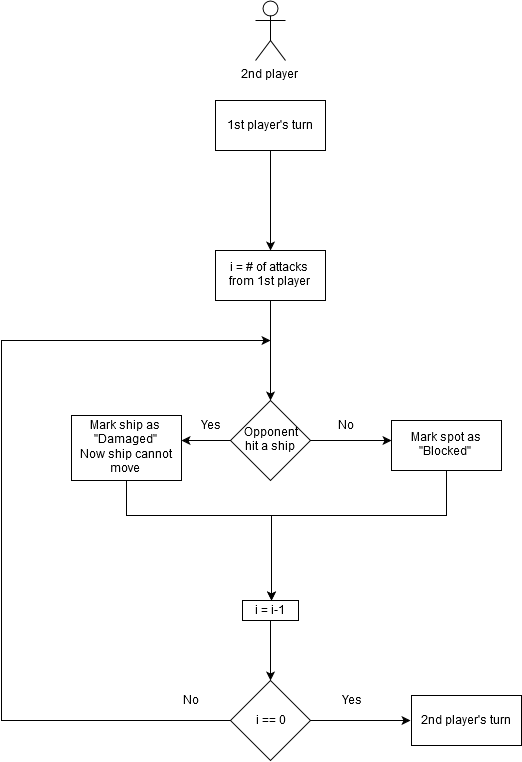 2nd player
1st player's turn
i = # of attacks
from 1st player
Opponent
hit a ship
Yes
No
Mark ship as
"Damaged"
Now ship cannot
move
Mark spot as
"Blocked"
i = i-1
i == 0
No
Yes
2nd player's turn